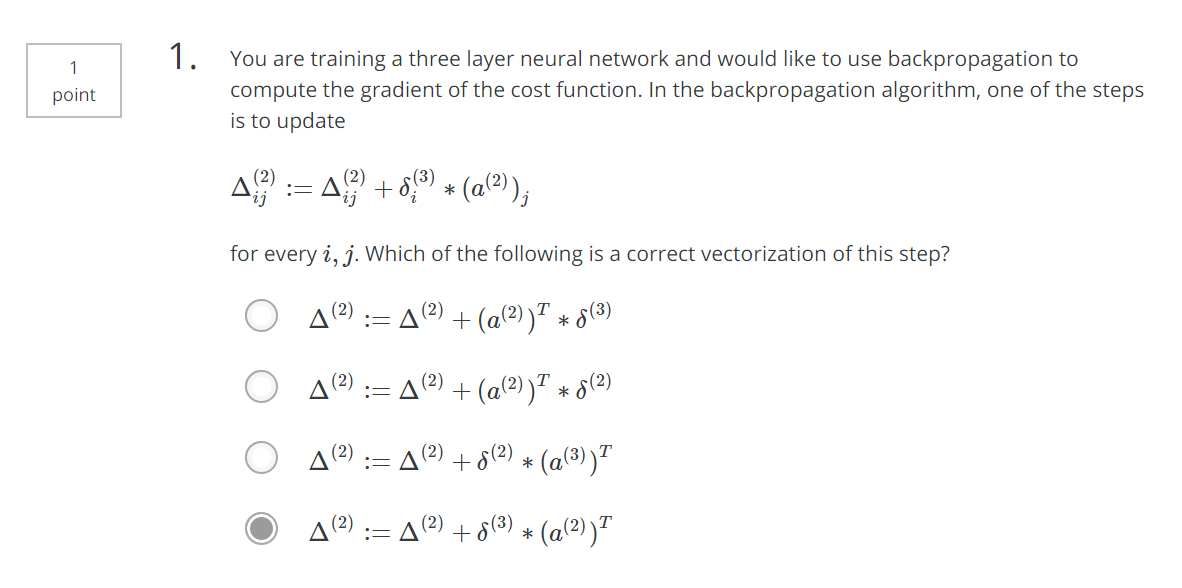 1
point
1.
You are training a three layer neural network and would like to use backpropagation to
compute the gradient of the cost function. In the backpropagation algorithm, one of the steps
is to update
Δ_{ij}^{(2)} := Δ_{ij}^{(2)} + δ_i^{(3)} * (a^{(2)})_j
for every i, j. Which of the following is a correct vectorization of this step?
Δ^{(2)} := Δ^{(2)} + (a^{(2)})^T * δ^{(3)}
Δ^{(2)} := Δ^{(2)} + (a^{(2)})^T * δ^{(2)}
Δ^{(2)} := Δ^{(2)} + δ^{(2)} * (a^{(3)})^T
Δ^{(2)} := Δ^{(2)} + δ^{(3)} * (a^{(2)})^T